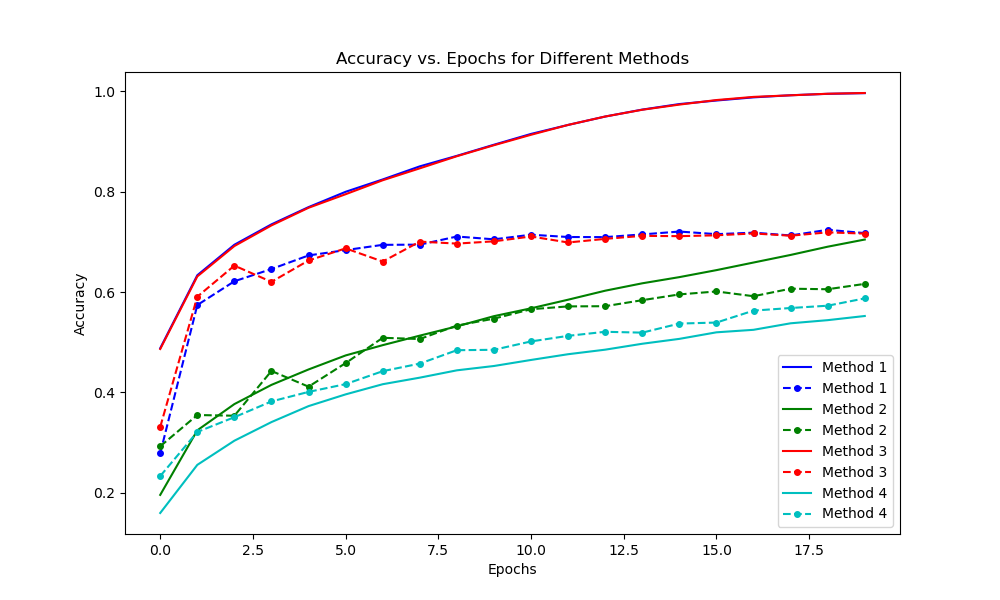 Accuracy vs. Epochs for Different Methods
1.0
0.8
0.6
0.4
0.2
Accuracy
0.0
2.5
5.0
7.5
10.0
12.5
15.0
17.5
Epochs
Method 1
Method 1
Method 2
Method 2
Method 3
Method 3
Method 4
Method 4